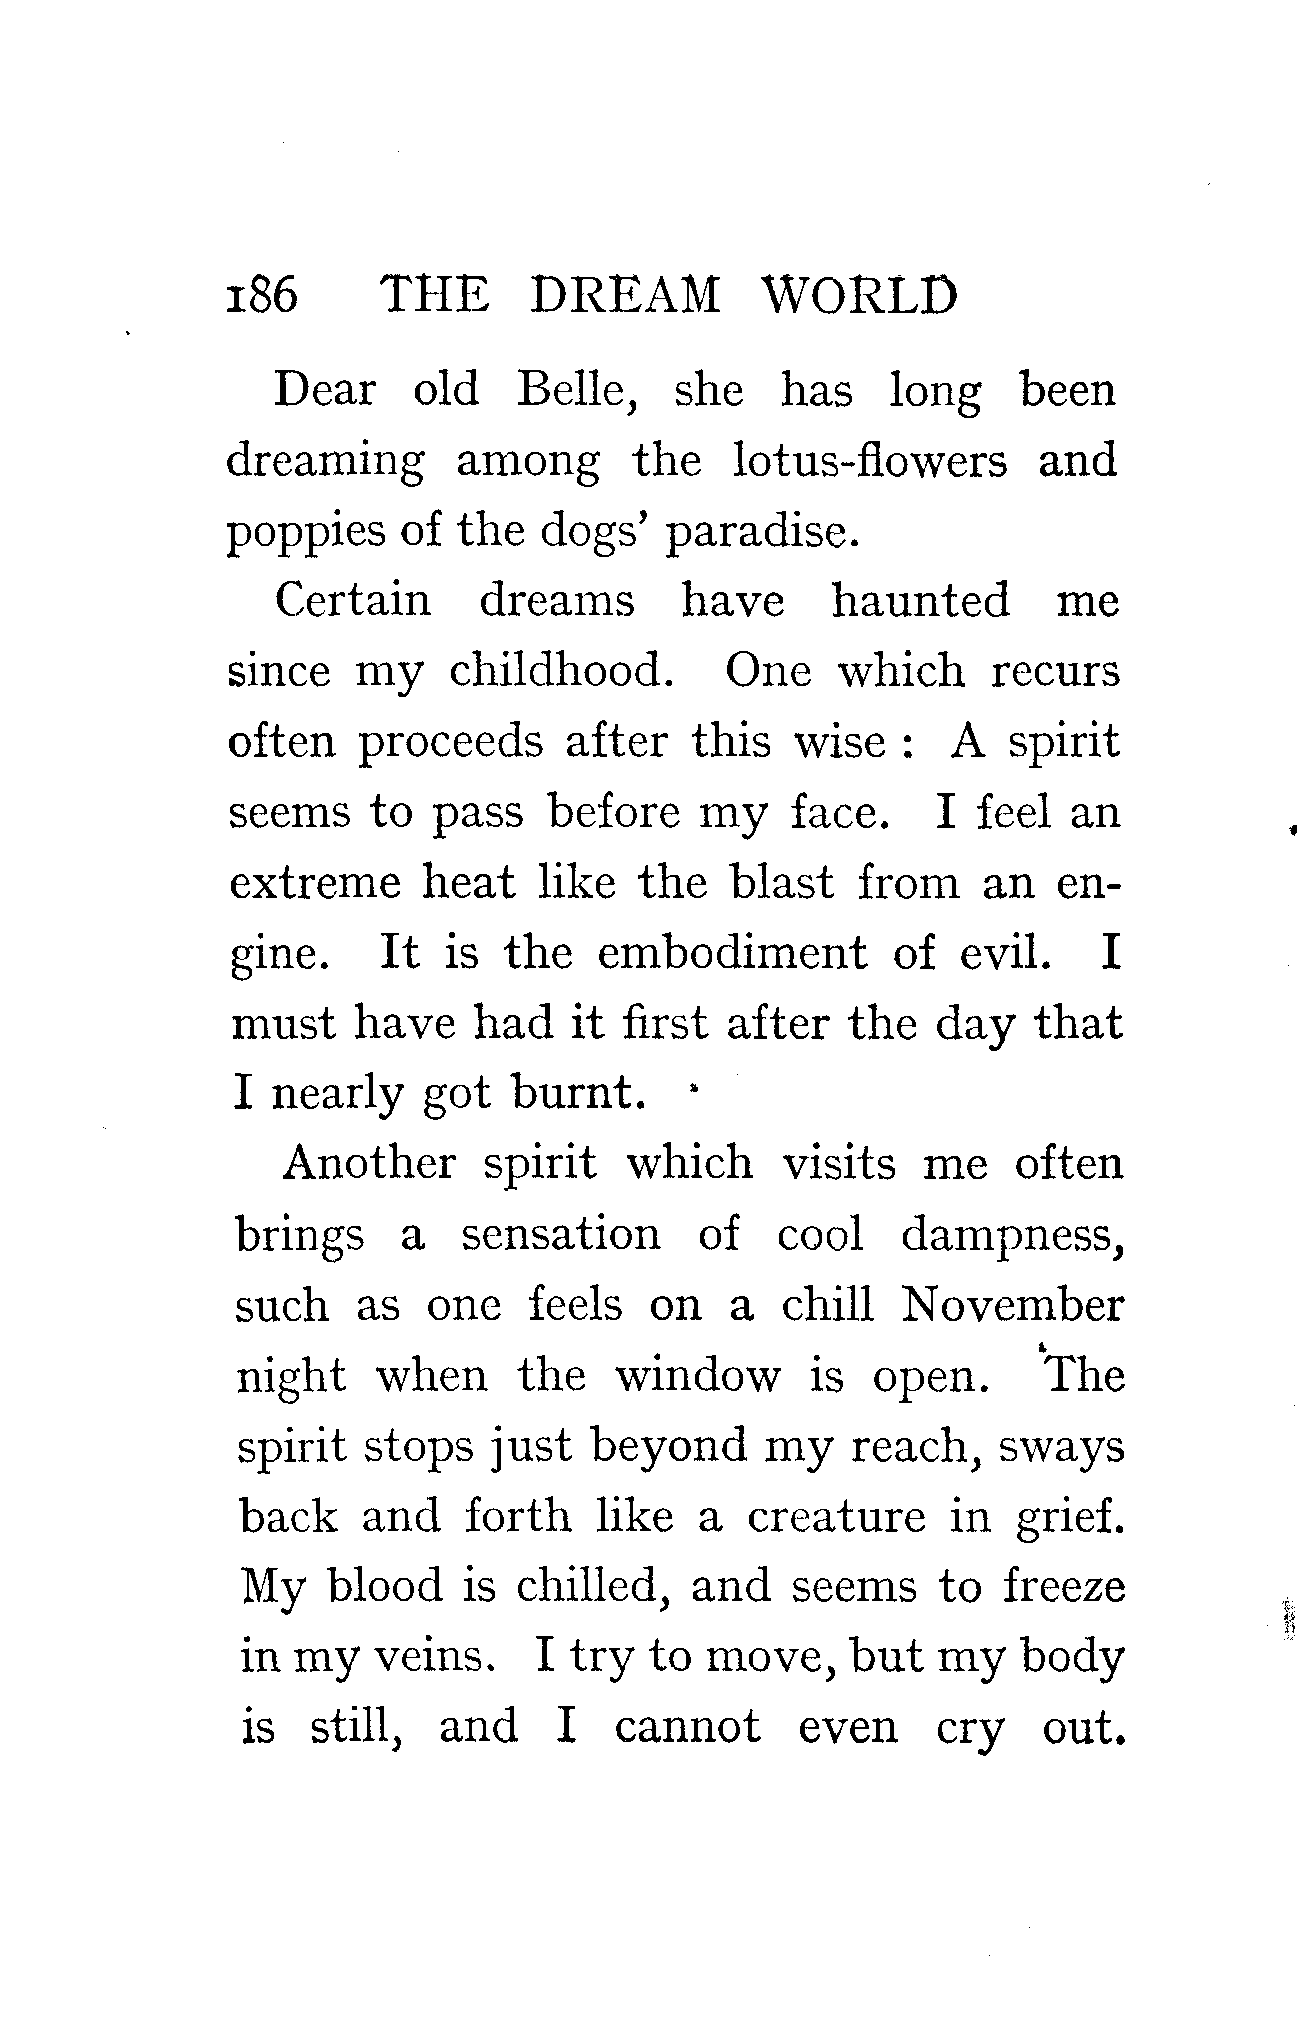 186 THE DREAM WORLD
Dear old Belle, she has long been
dreaming among the lotus-flowers and
poppies of the dogs' paradise.
Certain dreams have haunted me
since my childhood. One which recurs
often proceeds after this wise : A spirit
seems to pass before my face. I feel an
extreme heat like the blast from an en-
gine. It is the embodiment of evil. I
must have had it first after the day that
I nearly got burnt.
Another spirit which visits me often
brings a sensation of cool dampness,
such as one feels on a chill November
night when the window is open. The
spirit stops just beyond my reach, sways
back and forth like a creature in grief.
My blood is chilled, and seems to freeze
in my veins. I try to move, but my body
is still, and I cannot even cry out.